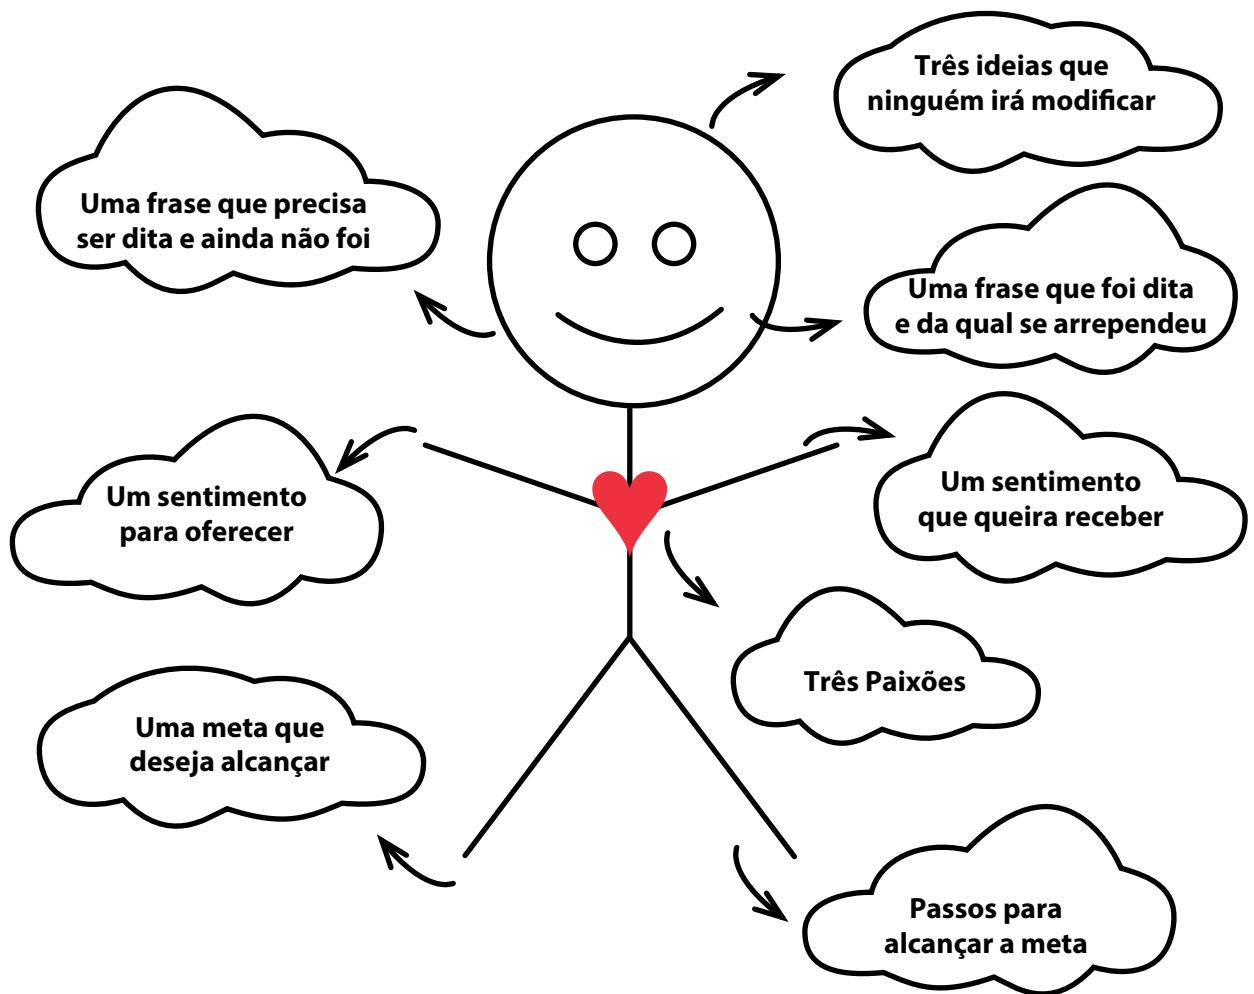 Três ideias que
ninguém irá modificar
Uma frase que precisa
ser dita e ainda não foi
Uma frase que foi dita
e da qual se arrependeu
Um sentimento
para oferecer
Um sentimento
que queira receber
Três Paixões
Uma meta que
deseja alcançar
Passos para
alcançar a meta